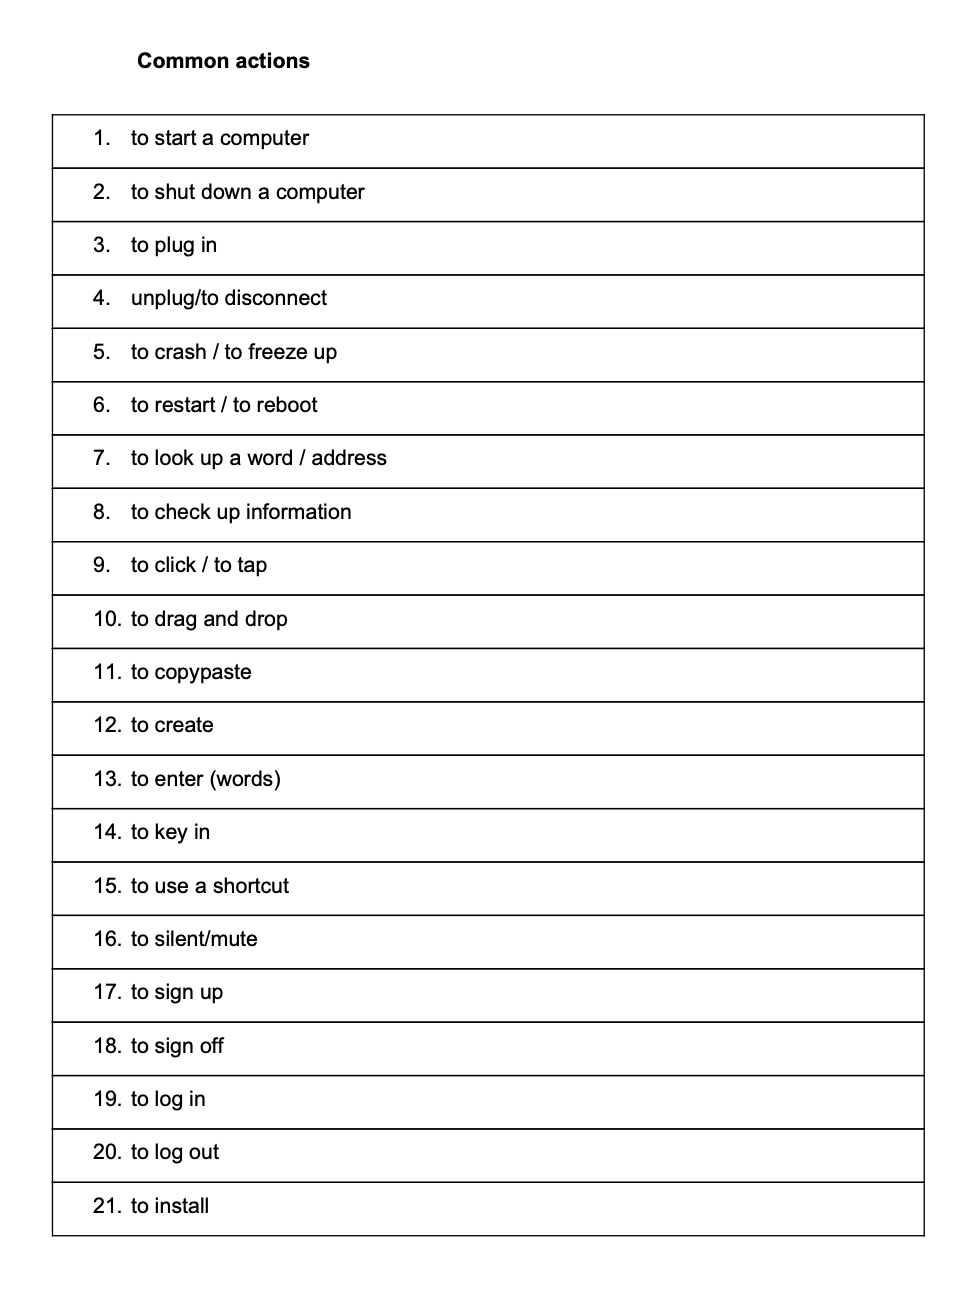 Common actions
1. to start a computer
2. to shut down a computer
3. to plug in
4. unplug/to disconnect
5. to crash / to freeze up
6. to restart / to reboot
7. to look up a word / address
8. to check up information
9. to click / to tap
10. to drag and drop
11. to copypaste
12. to create
13. to enter (words)
14. to key in
15. to use a shortcut
16. to silent/mute
17. to sign up
18. to sign off
19. to log in
20. to log out
21. to install